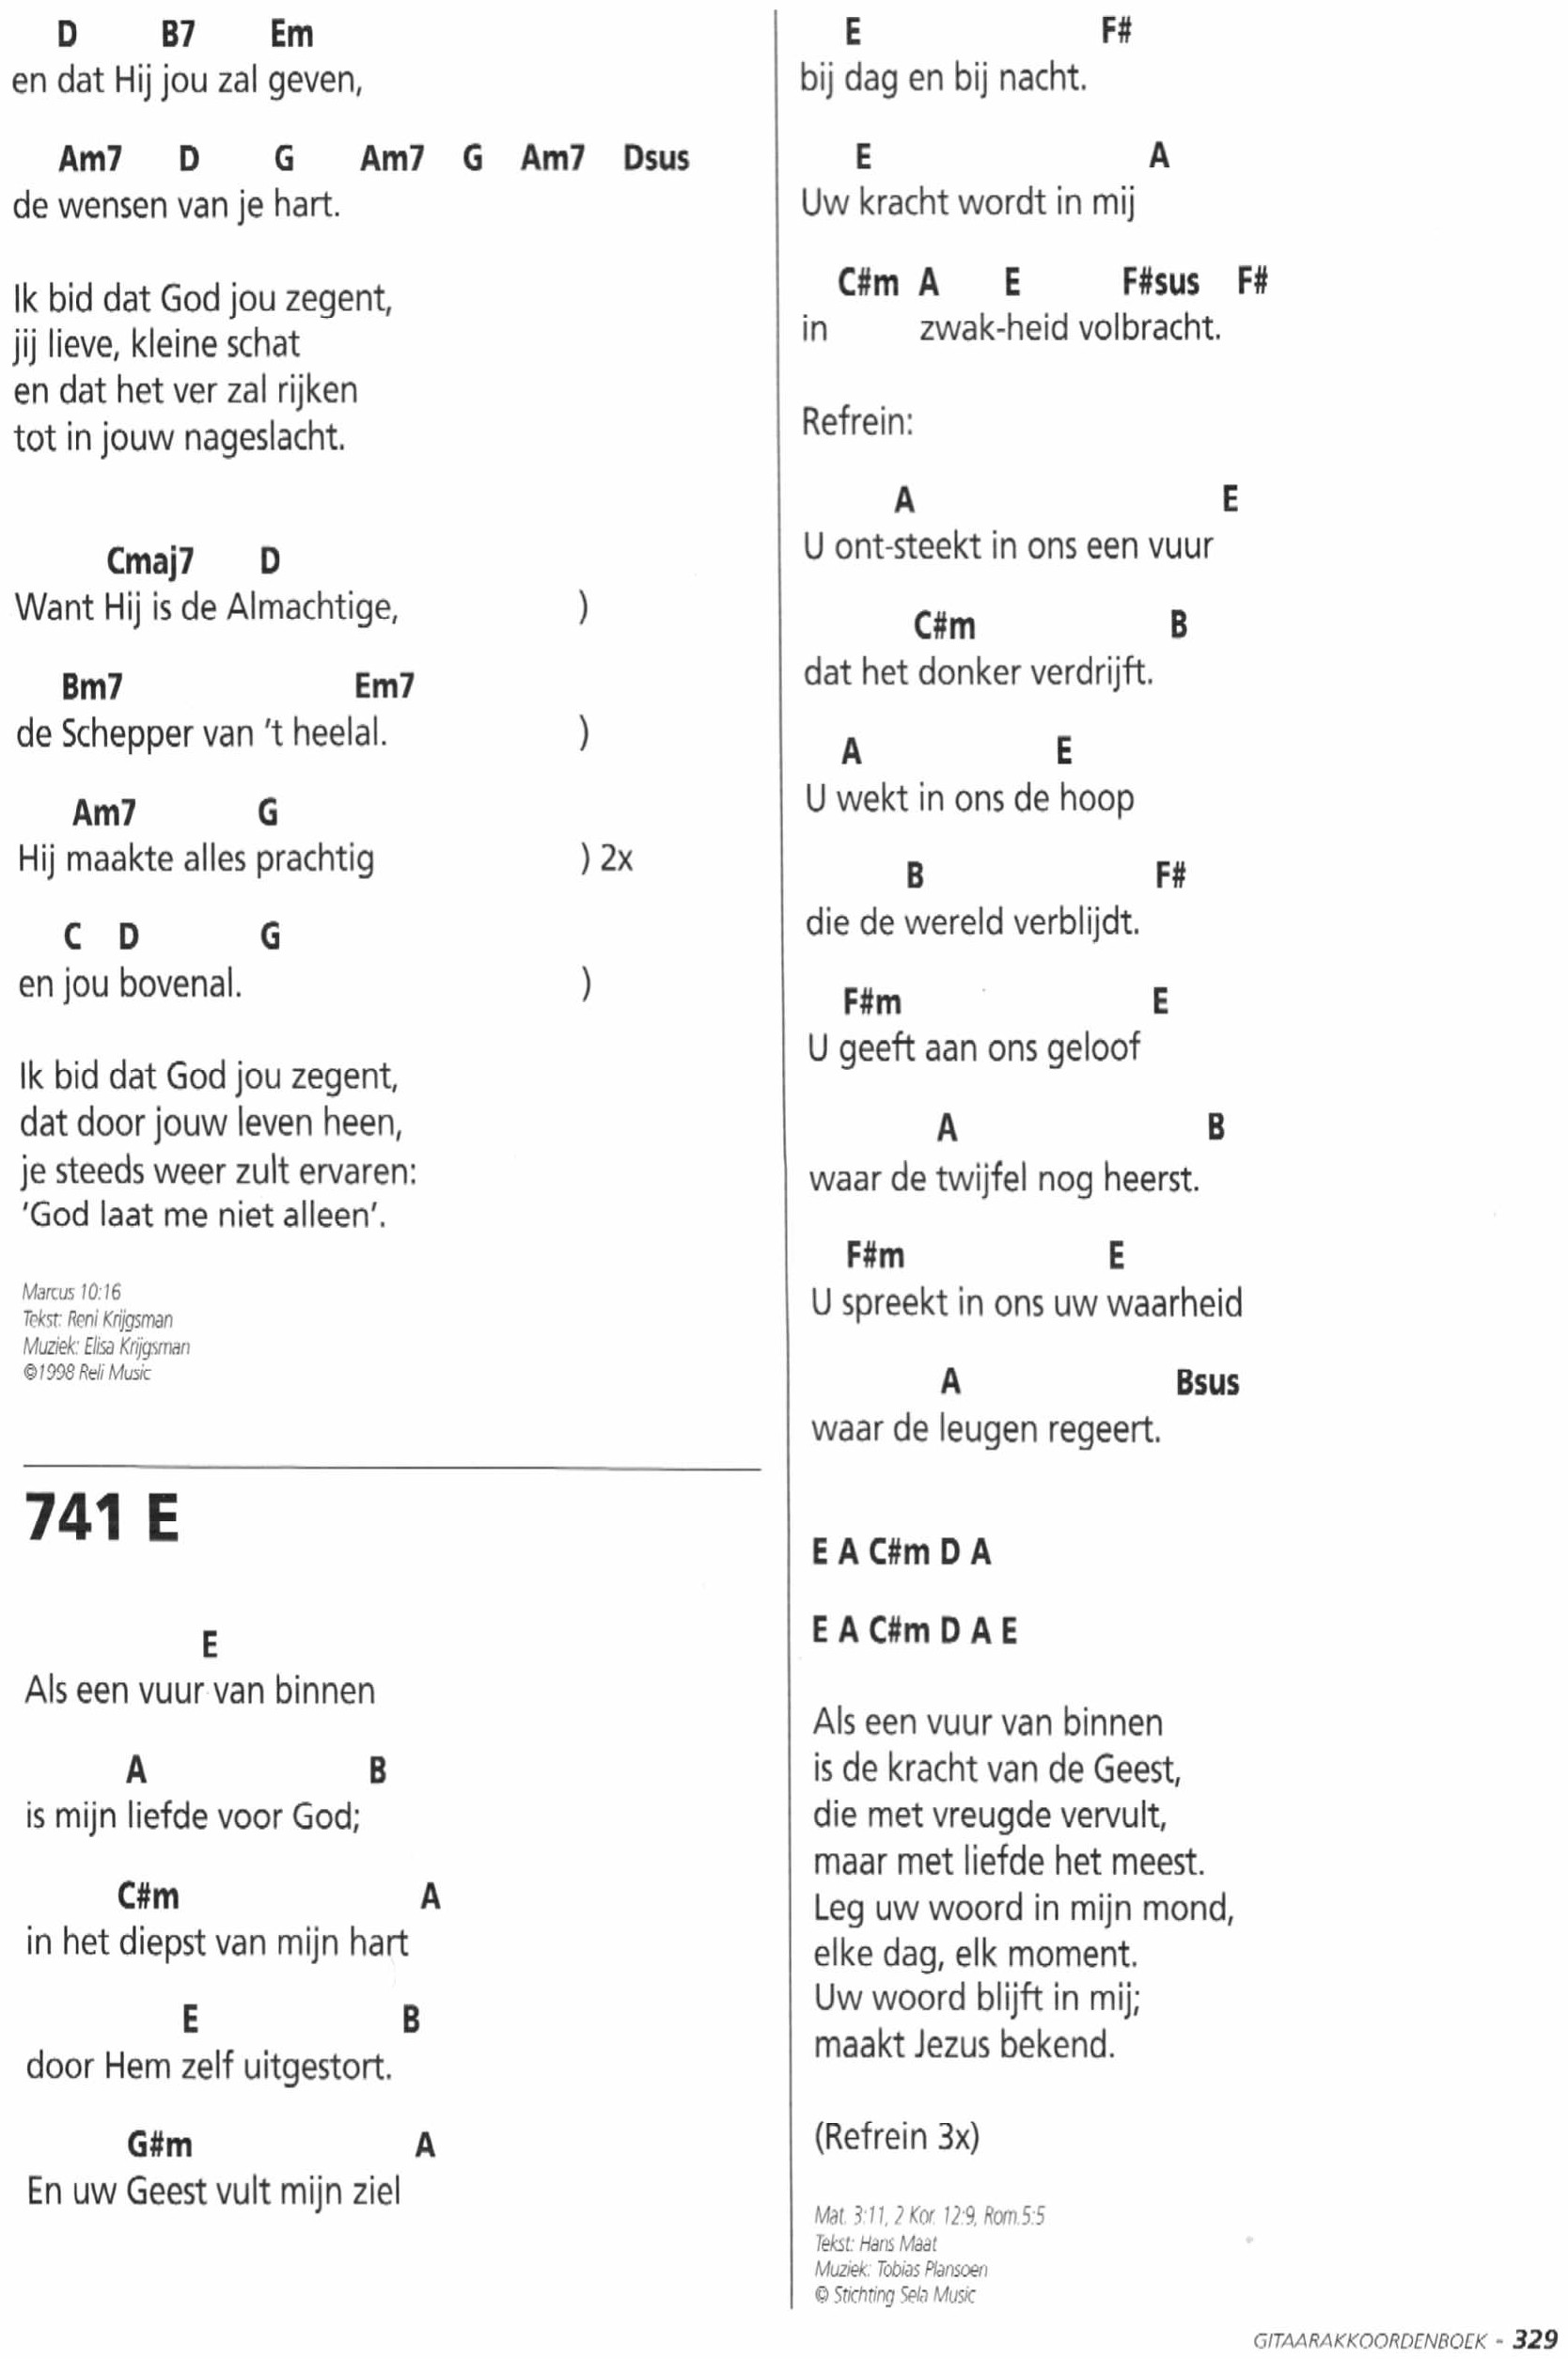 D B7 Em
en dat Hij jou zal geven,
Am7 D G Am7 G Am7 Dsus
de wensen van je hart.
Ik bid dat God jou zegent,
jij lieve, kleine schat
en dat het ver zal rijken
tot in jouw nageslacht.
Cmaj7 D
Want Hij is de Almachtige, )
Bm7 Em7
de Schepper van 't heelal. )
Am7 G
Hij maakte alles prachtig ) 2x
C D G
en jou bovenal. )
Ik bid dat God jou zegent,
dat door jouw leven heen,
je steeds weer zult ervaren:
'God laat me niet alleen'.
Marcus 10:16
Tekst: Reni Krijgsman
Muziek: Elisa Krijgsman
©1998 Reli Music
741 E
E
Als een vuur van binnen
A B
is mijn liefde voor God;
C#m A
in het diepst van mijn hart
E B
door Hem zelf uitgestort.
G#m A
En uw Geest vult mijn ziel
E F#
bij dag en bij nacht.
E A
Uw kracht wordt in mij
C#m A E F#sus F#
in zwak-heid volbracht.
Refrein:
A E
U ont-steekt in ons een vuur
C#m B
dat het donker verdrijft.
A E
U wekt in ons de hoop
B F#
die de wereld verblijdt.
F#m E
U geeft aan ons geloof
A B
waar de twijfel nog heerst.
F#m E
U spreekt in ons uw waarheid
A Bsus
waar de leugen regeert.
E A C#m D A
E A C#m D A E
Als een vuur van binnen
is de kracht van de Geest,
die met vreugde vervult,
maar met liefde het meest.
Leg uw woord in mijn mond,
elke dag, elk moment.
Uw woord blijft in mij;
maakt Jezus bekend.
(Refrein 3x)
Mat. 3:11, 2 Kor. 12:9, Rom.5:5
Tekst: Hans Maat
Muziek: Tobias Plansoen
© Stichting Sela Music
GITAARAKKOORDENBOEK - 329